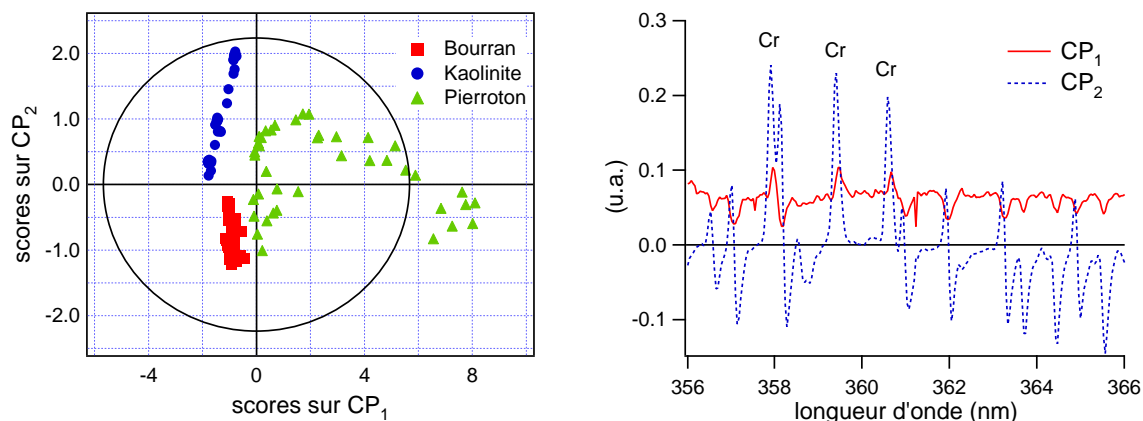 2.0
1.0
0.0
-1.0
-2.0
scores sur CP2
Bourran
Kaolinite
Pierroton
-4 0 4 8
scores sur CP1
0.3
0.2
0.1
0.0
-0.1
(u.a.)
Cr Cr Cr
CP1
CP2
356 358 360 362 364 366
longueur d'onde (nm)